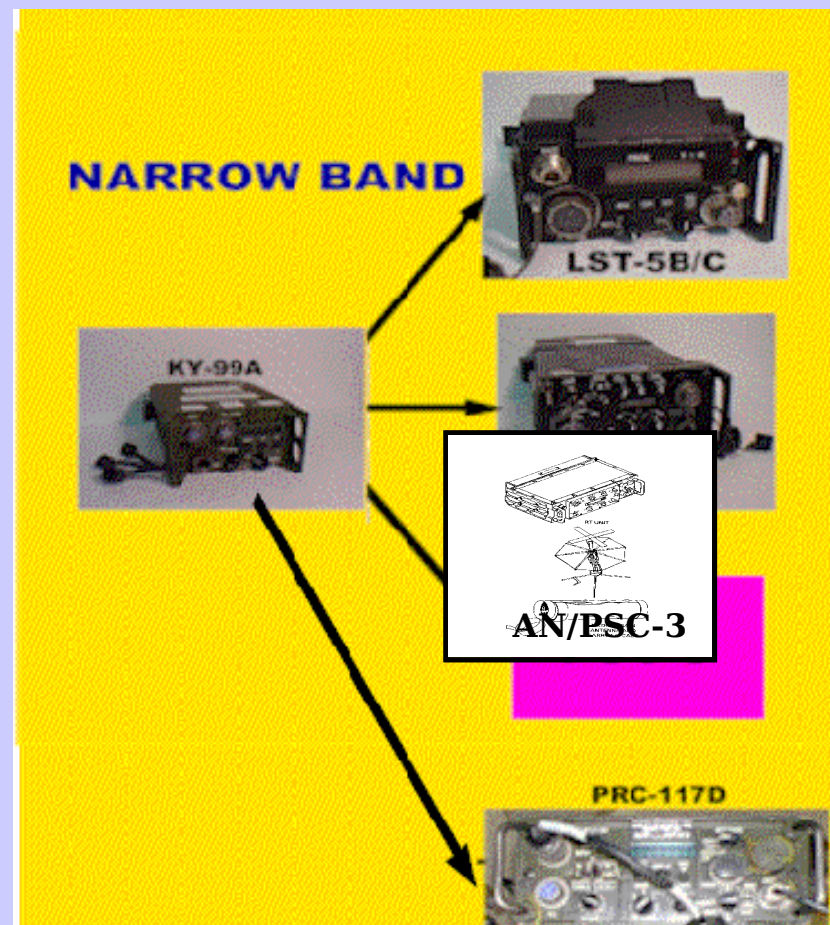 NARROW BAND
LST-5B/C
KY-99A
RT UNIT
AN/PSC-3
PRC-117D